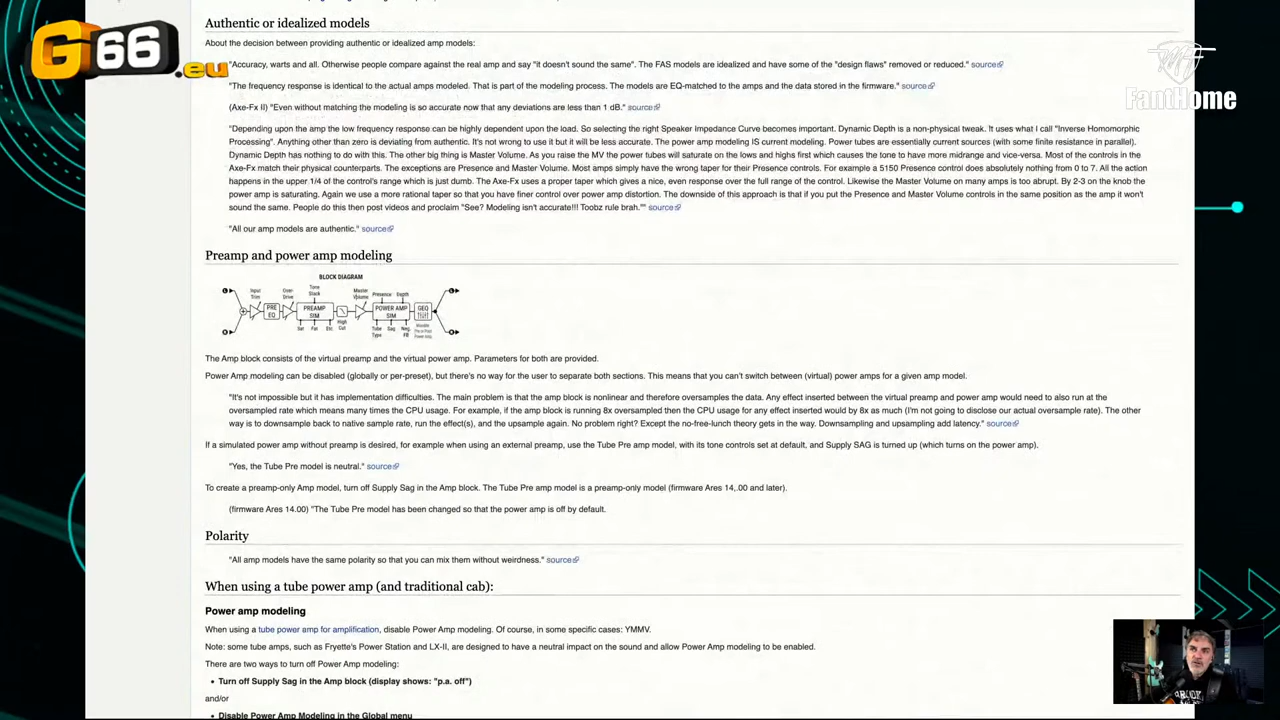 G66.eu
FantHome
Authentic or idealized models
About the decision between providing authentic or idealized amp models:
"Accuracy, warts and all. Otherwise people compare against the real amp and say "it doesn't sound the same". The FAS models are idealized and have some of the "design flaws" removed or reduced." source
"The frequency response is identical to the actual amps modeled. That is part of the modeling process. The models are EQ-matched to the amps and the data stored in the firmware." source
(Axe-Fx II) "Even without matching the modeling is so accurate now that any deviations are less than 1 dB." source
"Depending upon the amp the low frequency response can be highly dependent upon the load. So selecting the right Speaker Impedance Curve becomes important. Dynamic Depth is a non-physical tweak. It uses what I call "Inverse Homomorphic
Processing". Anything other than zero is deviating from authentic. It's not wrong to use it but it will be less accurate. The power amp modeling IS current modeling. Power tubes are essentially current sources (with some finite resistance in parallel).
Dynamic Depth has nothing to do with this. The other big thing is Master Volume. As you raise the MV the power tubes will saturate on the lows and highs first which causes the tone to have more midrange and vice-versa. Most of the controls in the
Axe-Fx match their physical counterparts. The exceptions are Presence and Master Volume. Most amps simply have the wrong taper for their Presence controls. For example a 5150 Presence control does absolutely nothing from 0 to 7. All the action
happens in the upper 1/4 of the control's range which is just dumb. The Axe-Fx uses a proper taper which gives a nice, even response over the full range of the control. Likewise the Master Volume on many amps is too abrupt. By 2-3 on the knob the
power amp is saturating. Again we use a more rational taper so that you have finer control over power amp distortion. The downside of this approach is that if you put the Presence and Master Volume controls in the same position as the amp it won't
sound the same. People do this then post videos and proclaim "See? Modeling isn't accurate!!! Toobz rule brah."" source
"All our amp models are authentic." source
Preamp and power amp modeling
BLOCK DIAGRAM
Input Trim
Over-Drive
Tone Stack
Master Volume
Presence
Depth
PRE EQ
PREAMP SIM
POWER AMP SIM
GEQ
Sat
Fat
Etc.
High Cut
Tube Type
Sag
Neg. FB
The Amp block consists of the virtual preamp and the virtual power amp. Parameters for both are provided.
Power Amp modeling can be disabled (globally or per-preset), but there's no way for the user to separate both sections. This means that you can't switch between (virtual) power amps for a given amp model.
"It's not impossible but it has implementation difficulties. The main problem is that the amp block is nonlinear and therefore oversamples the data. Any effect inserted between the virtual preamp and power amp would need to also run at the
oversampled rate which means many times the CPU usage. For example, if the amp block is running 8x oversampled then the CPU usage for any effect inserted would by 8x as much (I'm not going to disclose our actual oversample rate). The other
way is to downsample back to native sample rate, run the effect(s), and the upsample again. No problem right? Except the no-free-lunch theory gets in the way. Downsampling and upsampling add latency." source
If a simulated power amp without preamp is desired, for example when using an external preamp, use the Tube Pre amp model, with its tone controls set at default, and Supply SAG is turned up (which turns on the power amp).
"Yes, the Tube Pre model is neutral." source
To create a preamp-only Amp model, turn off Supply Sag in the Amp block. The Tube Pre amp model is a preamp-only model (firmware Ares 14,.00 and later).
(firmware Ares 14.00) "The Tube Pre model has been changed so that the power amp is off by default.
Polarity
"All amp models have the same polarity so that you can mix them without weirdness." source
When using a tube power amp (and traditional cab):
Power amp modeling
When using a tube power amp for amplification, disable Power Amp modeling. Of course, in some specific cases: YMMV.
Note: some tube amps, such as Fryette's Power Station and LX-II, are designed to have a neutral impact on the sound and allow Power Amp modeling to be enabled.
There are two ways to turn off Power Amp modeling:
• Turn off Supply Sag in the Amp block (display shows: "p.a. off")
and/or
• Disable Power Amp Modeling in the Global menu